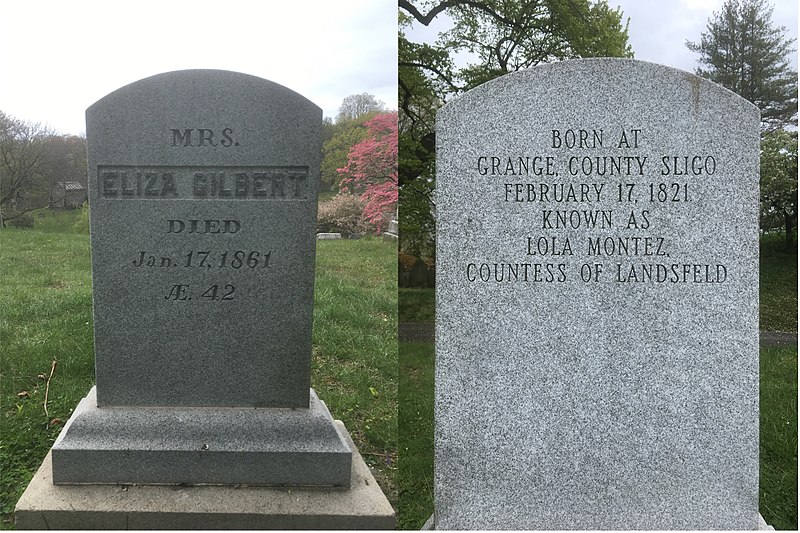 MRS.
ELIZA GILBERT
DIED
Jan. 17, 1861
Æ. 42
BORN AT
GRANGE, COUNTY SLIGO
FEBRUARY 17, 1821
KNOWN AS
LOLA MONTEZ,
COUNTESS OF LANDSFELD